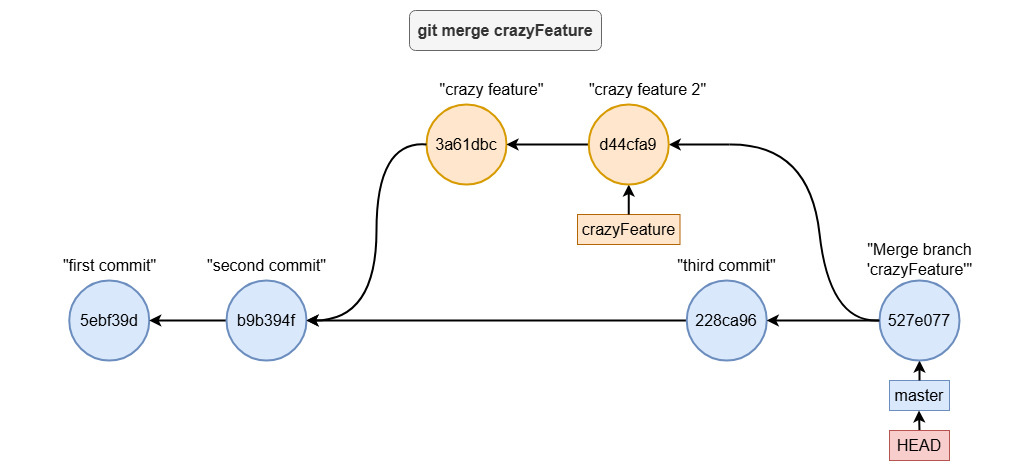 git merge crazyFeature
"crazy feature"
"crazy feature 2"
3a61dbc
d44cfa9
crazyFeature
"first commit"
"second commit"
"third commit"
"Merge branch
'crazyFeature'"
5ebf39d
b9b394f
228ca96
527e077
master
HEAD